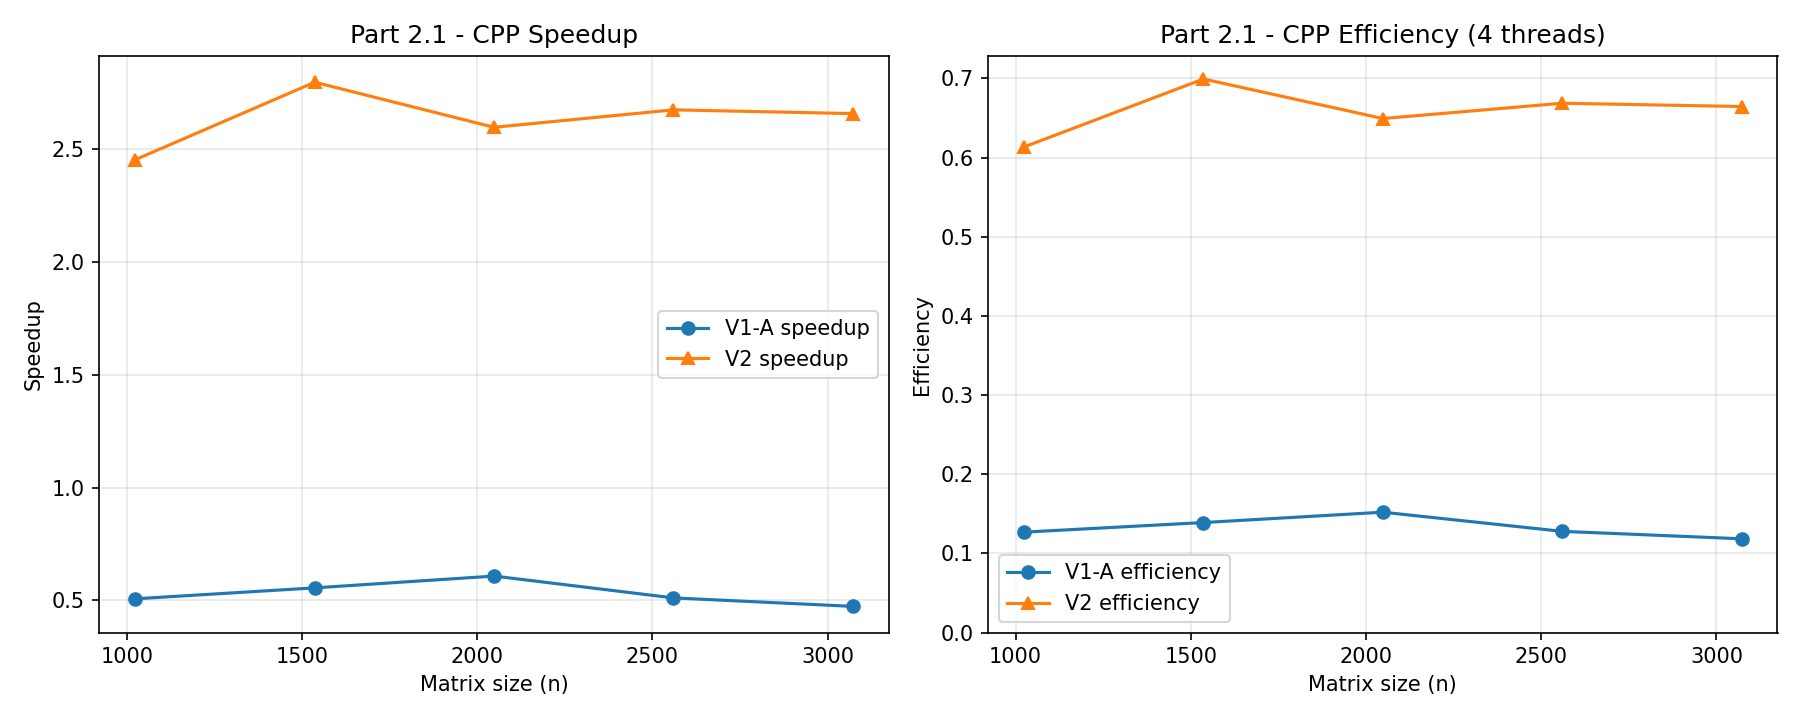 Part 2.1 - CPP Speedup
Speedup
2.5
2.0
1.5
1.0
0.5
V1-A speedup
V2 speedup
1000 1500 2000 2500 3000
Matrix size (n)
Part 2.1 - CPP Efficiency (4 threads)
Efficiency
0.7
0.6
0.5
0.4
0.3
0.2
0.1
0.0
V1-A efficiency
V2 efficiency
1000 1500 2000 2500 3000
Matrix size (n)